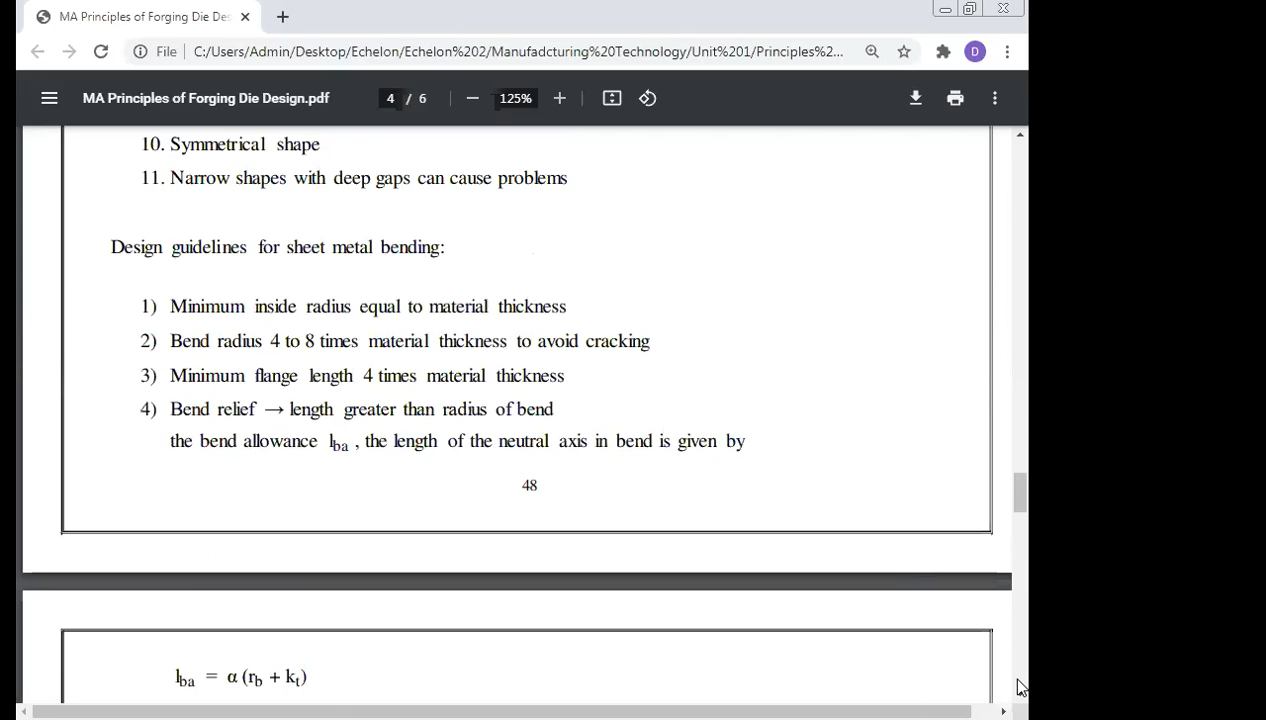 MA Principles of Forging Die Des
File C:/Users/Admin/Desktop/Echelon/Echelon%202/Manufadcturing%20Technology/Unit%201/Principles%2... D
MA Principles of Forging Die Design.pdf 4 / 6 125%
10. Symmetrical shape
11. Narrow shapes with deep gaps can cause problems
Design guidelines for sheet metal bending:
1) Minimum inside radius equal to material thickness
2) Bend radius 4 to 8 times material thickness to avoid cracking
3) Minimum flange length 4 times material thickness
4) Bend relief → length greater than radius of bend
the bend allowance lba , the length of the neutral axis in bend is given by
48
lba = α (rb + kt)